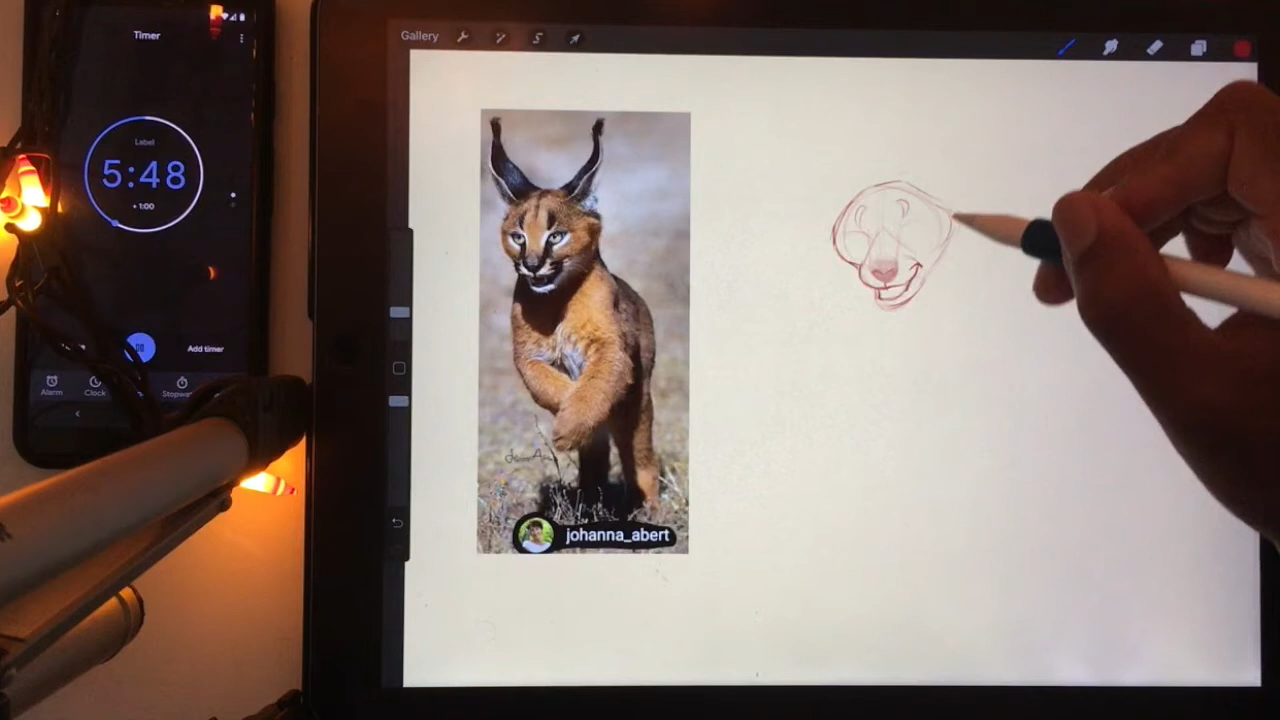 Timer
Label
5:48
+ 1:00
Add timer
Alarm
Clock
Gallery
johanna_abert